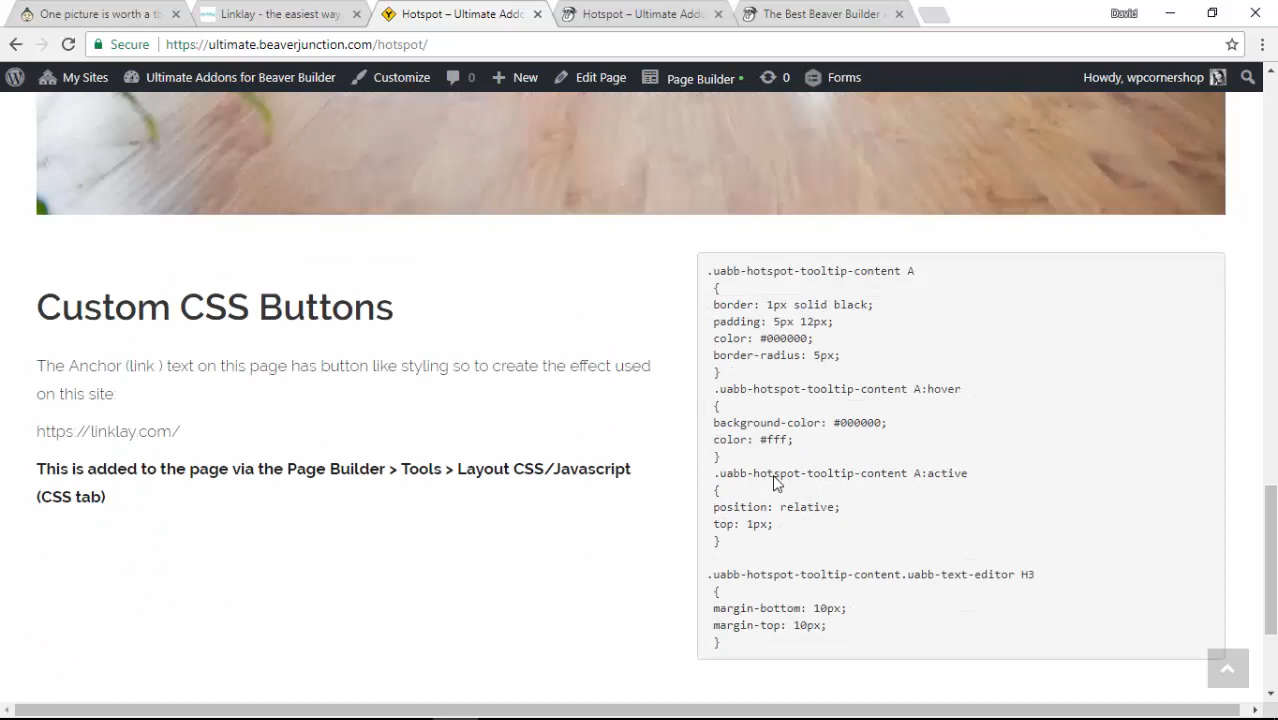 One picture is worth a th
Linklay - the easiest way
Hotspot – Ultimate Addo
Hotspot – Ultimate Add
The Best Beaver Builder
David
Secure
https://ultimate.beaverjunction.com/hotspot/
My Sites
Ultimate Addons for Beaver Builder
Customize
0
New
Edit Page
Page Builder
0
Forms
Howdy, wpcornershop
Custom CSS Buttons
The Anchor (link ) text on this page has button like styling so to create the effect used
on this site:
https://linklay.com/
This is added to the page via the Page Builder > Tools > Layout CSS/Javascript
(CSS tab)
.uabb-hotspot-tooltip-content A
{
border: 1px solid black;
padding: 5px 12px;
color: #000000;
border-radius: 5px;
}
.uabb-hotspot-tooltip-content A:hover
{
background-color: #000000;
color: #fff;
}
.uabb-hotspot-tooltip-content A:active
{
position: relative;
top: 1px;
}
.uabb-hotspot-tooltip-content.uabb-text-editor H3
{
margin-bottom: 10px;
margin-top: 10px;
}